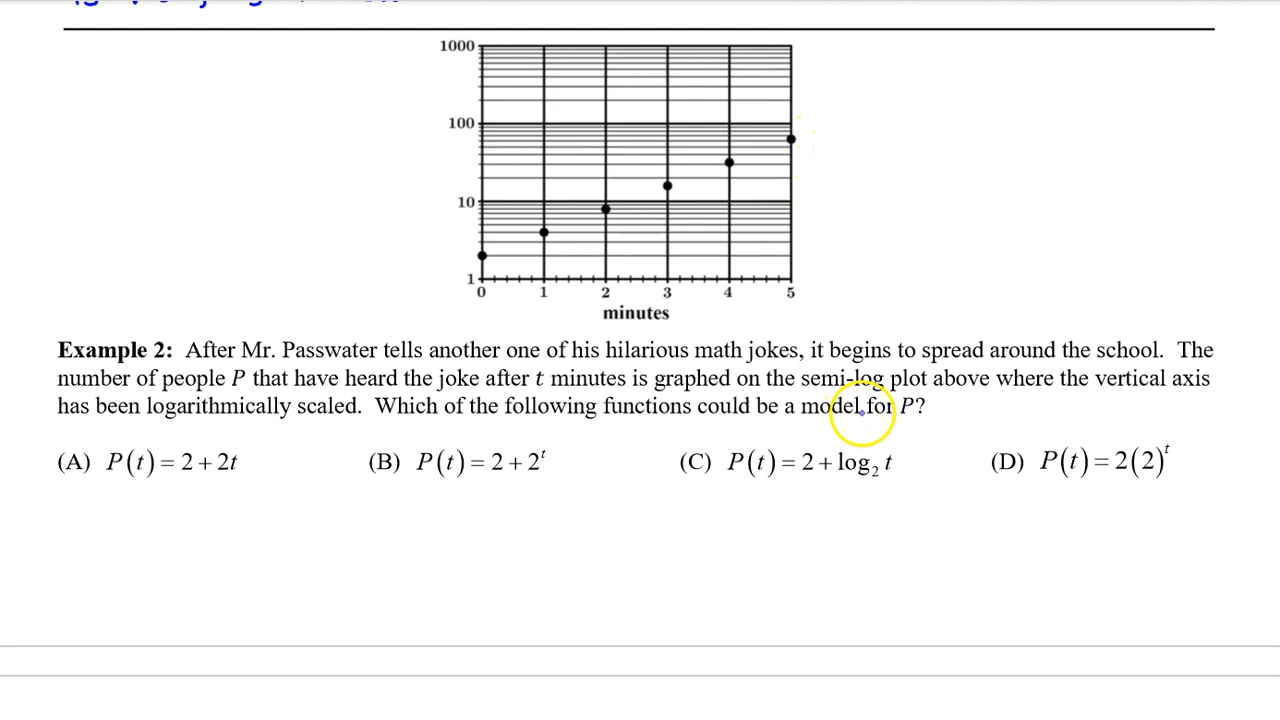 1000
100
10
1
0 1 2 3 4 5
minutes
Example 2: After Mr. Passwater tells another one of his hilarious math jokes, it begins to spread around the school. The
number of people P that have heard the joke after t minutes is graphed on the semi-log plot above where the vertical axis
has been logarithmically scaled. Which of the following functions could be a model for P?
(A) P(t) = 2 + 2t (B) P(t) = 2 + 2^t (C) P(t) = 2 + log₂ t (D) P(t) = 2(2)^t